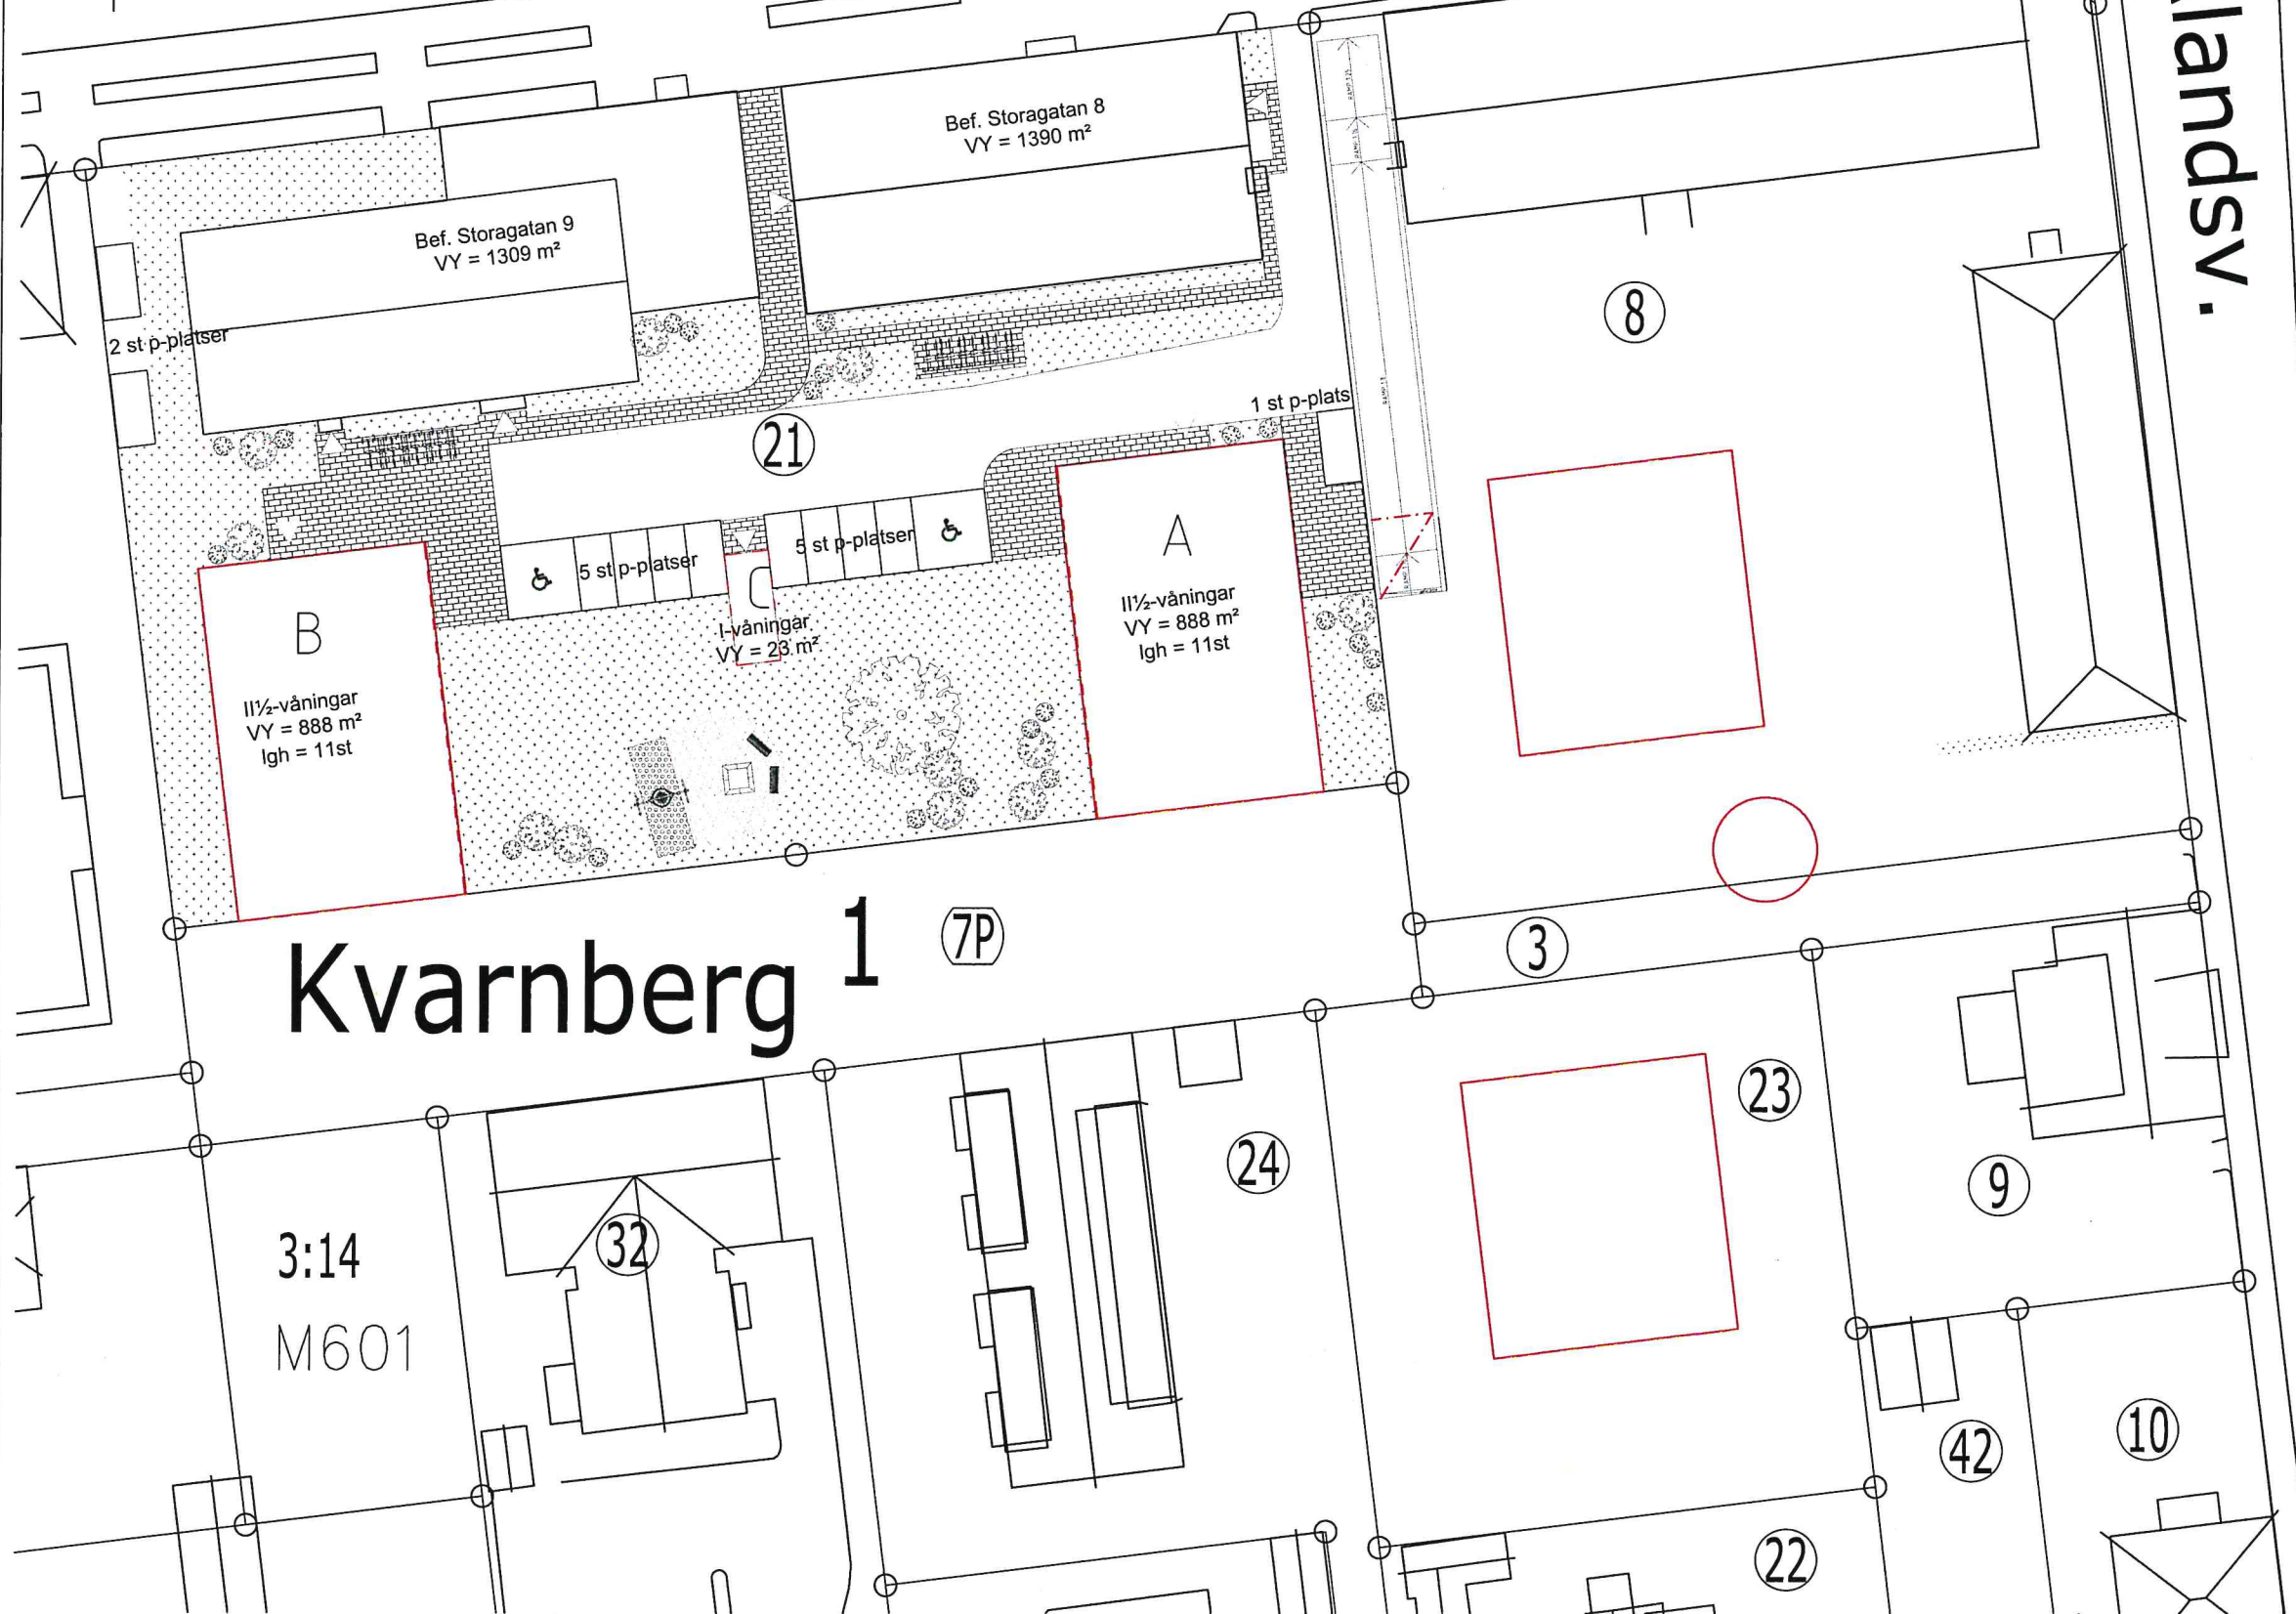 llandsv.
Bef. Storagatan 8
VY = 1390 m²
Bef. Storagatan 9
VY = 1309 m²
8
2 st p-platser
1 st p-plats
21
A
5 st p-platser
5 st p-platser
B
II½-våningar
VY = 888 m²
lgh = 11st
I-våningar
VY = 23 m²
II½-våningar
VY = 888 m²
lgh = 11st
Kvarnberg 1
7P
3
23
24
9
32
3:14
M601
10
42
22